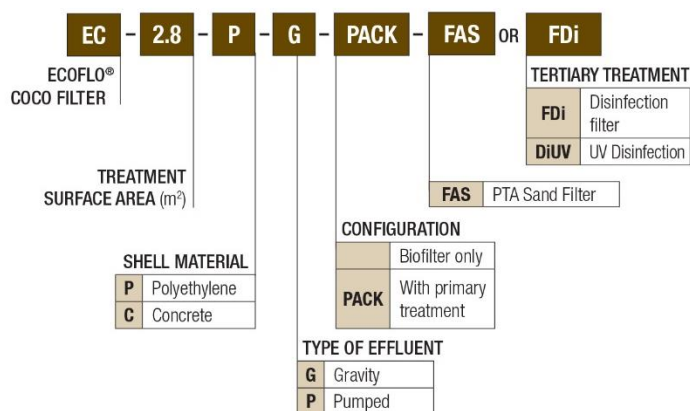 EC - 2.8 - P - G - PACK - FAS OR FDi
ECOFLO®
COCO FILTER
TREATMENT
SURFACE AREA (m²)
SHELL MATERIAL
P Polyethylene
C Concrete
TYPE OF EFFLUENT
G Gravity
P Pumped
CONFIGURATION
Biofilter only
PACK With primary
treatment
FAS PTA Sand Filter
TERTIARY TREATMENT
FDi Disinfection
filter
DiUV UV Disinfection